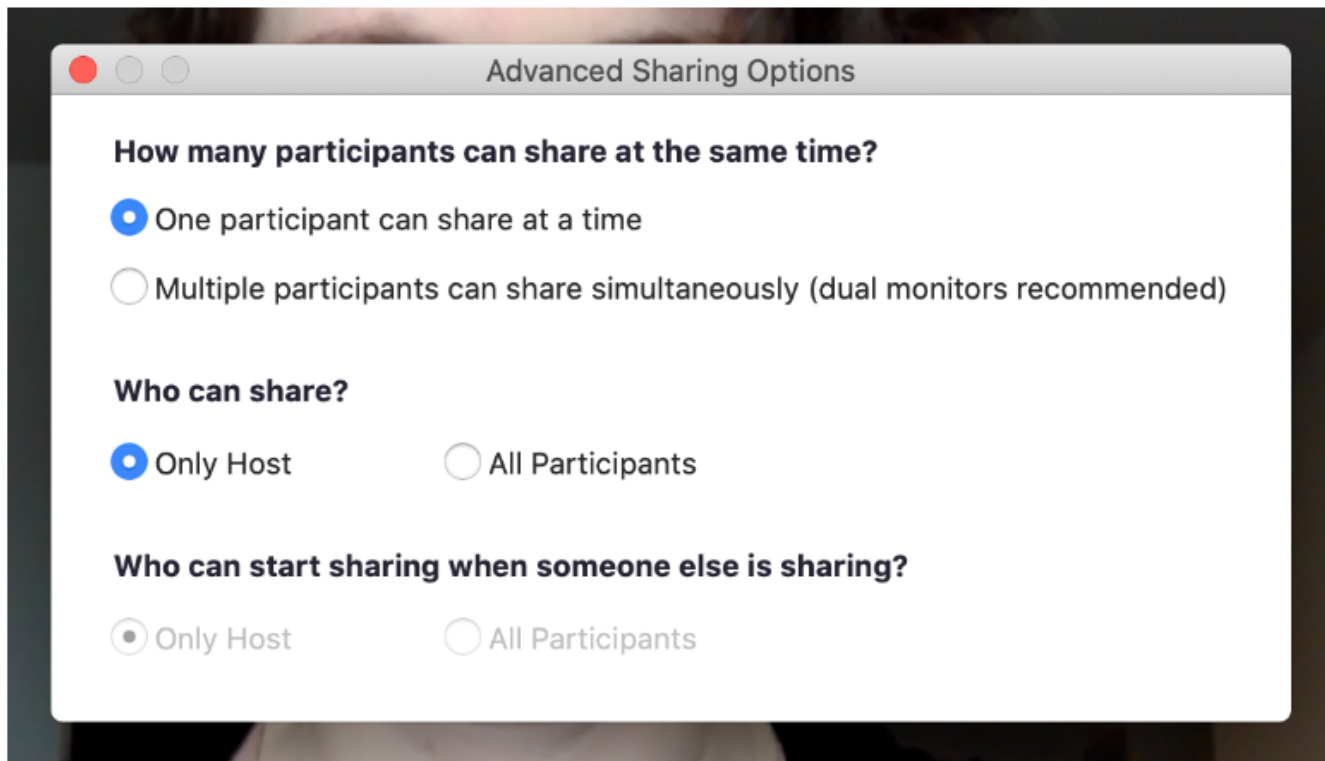 Advanced Sharing Options
How many participants can share at the same time?
One participant can share at a time
Multiple participants can share simultaneously (dual monitors recommended)
Who can share?
Only Host All Participants
Who can start sharing when someone else is sharing?
Only Host All Participants